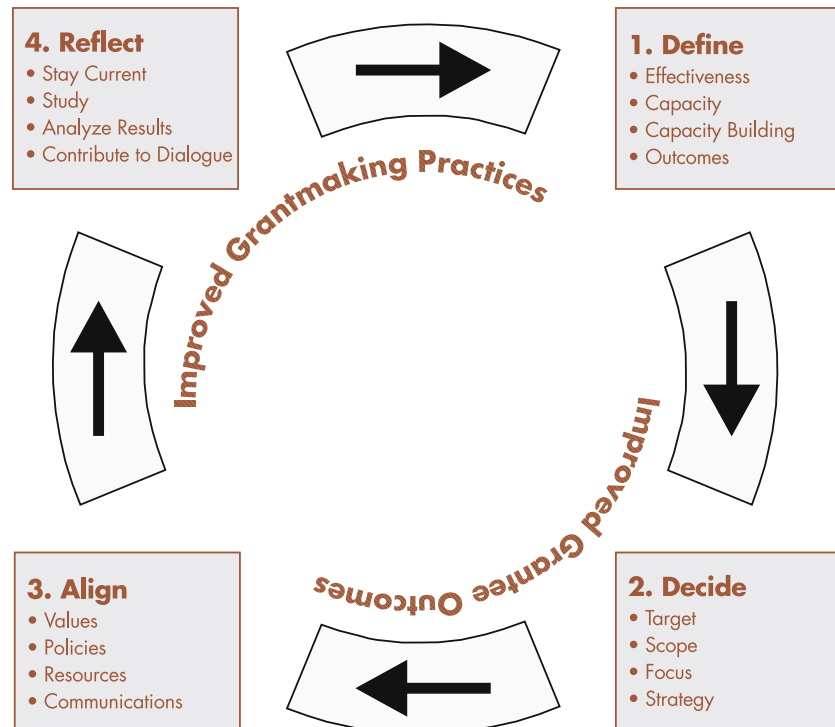 4. Reflect
• Stay Current
• Study
• Analyze Results
• Contribute to Dialogue
1. Define
• Effectiveness
• Capacity
• Capacity Building
• Outcomes
Improved Grantmaking Practices
Improved Grantee Outcomes
3. Align
• Values
• Policies
• Resources
• Communications
2. Decide
• Target
• Scope
• Focus
• Strategy